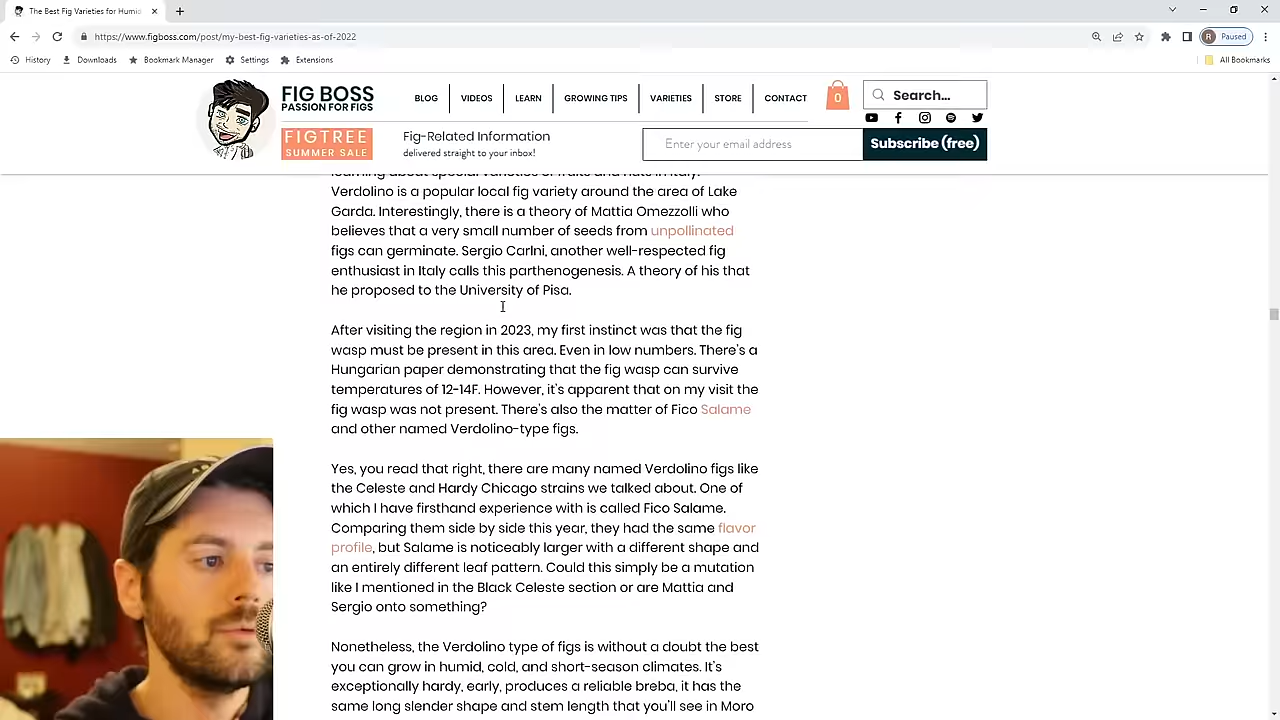 The Best Fig Varieties for Humid
https://www.figboss.com/post/my-best-fig-varieties-as-of-2022
R Paused
History Downloads Bookmark Manager Settings Extensions All Bookmarks
FIG BOSS
PASSION FOR FIGS
BLOG VIDEOS LEARN GROWING TIPS VARIETIES STORE CONTACT 0 Search...
FIGTREE
SUMMER SALE
Fig-Related Information
delivered straight to your inbox!
Enter your email address Subscribe (free)
learning about special varieties of fruits and nuts in Italy.
Verdolino is a popular local fig variety around the area of Lake
Garda. Interestingly, there is a theory of Mattia Omezzolli who
believes that a very small number of seeds from unpollinated
figs can germinate. Sergio Carlni, another well-respected fig
enthusiast in Italy calls this parthenogenesis. A theory of his that
he proposed to the University of Pisa.
After visiting the region in 2023, my first instinct was that the fig
wasp must be present in this area. Even in low numbers. There's a
Hungarian paper demonstrating that the fig wasp can survive
temperatures of 12-14F. However, it's apparent that on my visit the
fig wasp was not present. There's also the matter of Fico Salame
and other named Verdolino-type figs.
Yes, you read that right, there are many named Verdolino figs like
the Celeste and Hardy Chicago strains we talked about. One of
which I have firsthand experience with is called Fico Salame.
Comparing them side by side this year, they had the same flavor
profile, but Salame is noticeably larger with a different shape and
an entirely different leaf pattern. Could this simply be a mutation
like I mentioned in the Black Celeste section or are Mattia and
Sergio onto something?
Nonetheless, the Verdolino type of figs is without a doubt the best
you can grow in humid, cold, and short-season climates. It's
exceptionally hardy, early, produces a reliable breba, it has the
same long slender shape and stem length that you'll see in Moro